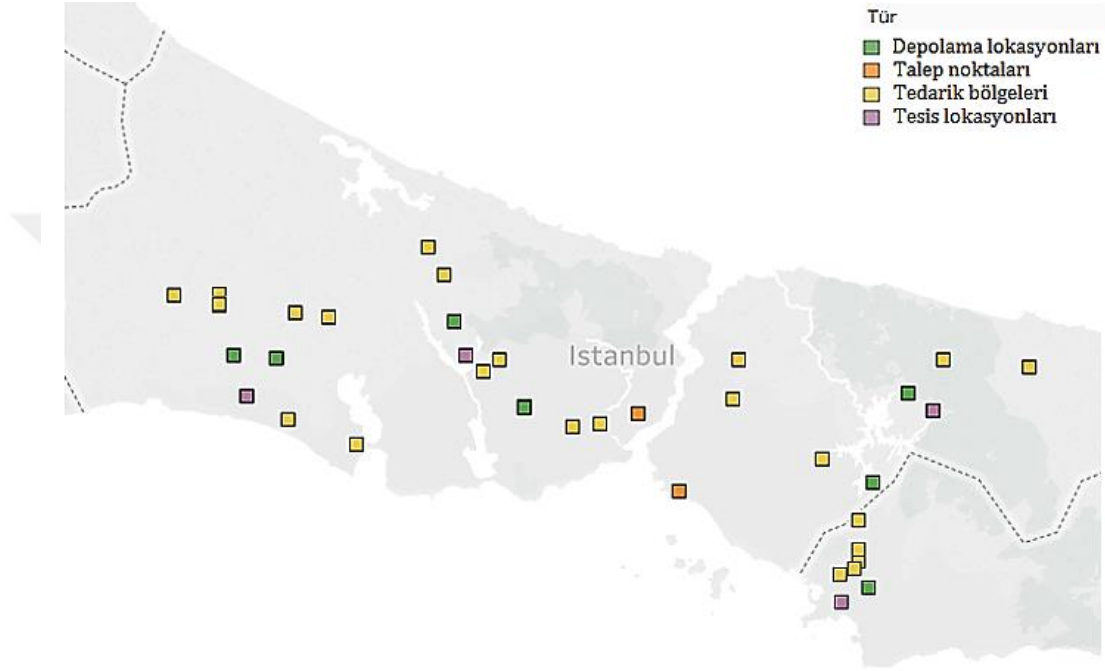 Tür
Depolama lokasyonları
Talep noktaları
Tedarik bölgeleri
Tesis lokasyonları
Istanbul